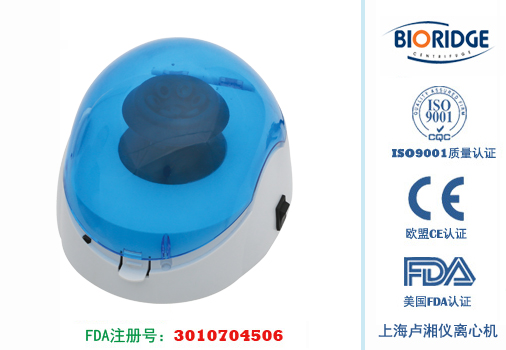 BIORIDGE
CENTRIFUGE
QUALITY ASSURED FIRM
ISO
9001
CQC
ISO9001质量认证
CE
欧盟CE认证
FDA
美国FDA认证
上海卢湘仪离心机
FDA注册号：3010704506